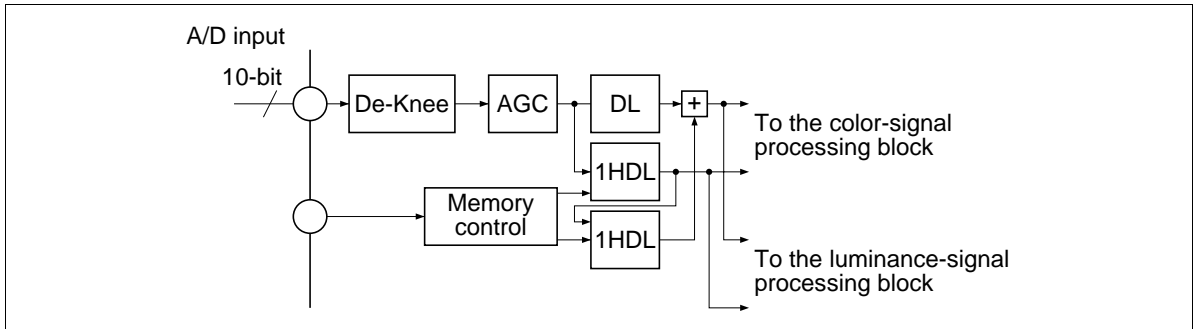 A/D input
10-bit
De-Knee
AGC
DL
+
To the color-signal
processing block
1HDL
Memory
control
1HDL
To the luminance-signal
processing block